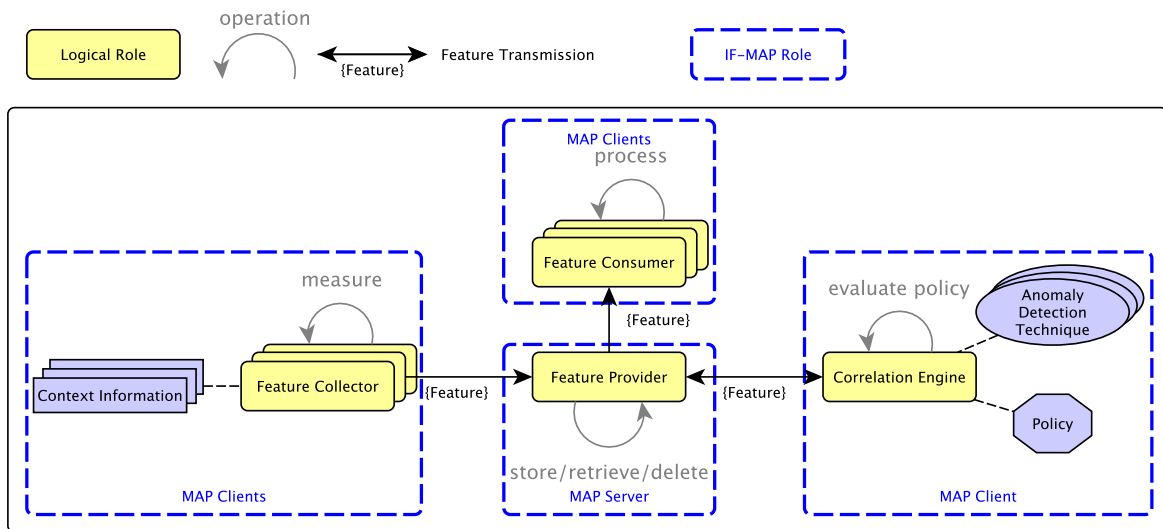 operation
Logical Role
{Feature}
Feature Transmission
IF-MAP Role
MAP Clients
process
Feature Consumer
{Feature}
measure
Context Information
Feature Collector
MAP Clients
{Feature}
Feature Provider
store/retrieve/delete
MAP Server
{Feature}
evaluate policy
Correlation Engine
Anomaly
Detection
Technique
Policy
MAP Client